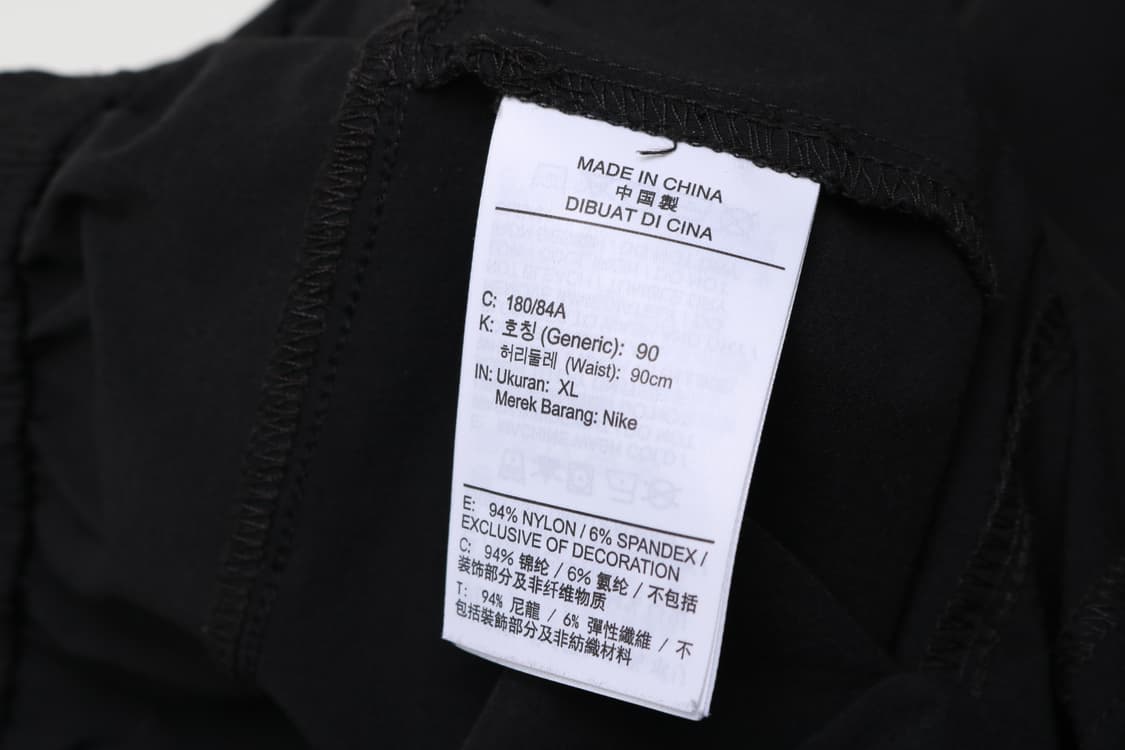 MADE IN CHINA
中国製
DIBUAT DI CINA
C: 180/84A
K: 호칭 (Generic): 90
허리둘레 (Waist): 90cm
IN: Ukuran: XL
Merek Barang: Nike
E: 94% NYLON / 6% SPANDEX /
EXCLUSIVE OF DECORATION
C: 94% 锦纶 / 6% 氨纶 / 不包括
装饰部分及非纤维物质
T: 94% 尼龍 / 6% 彈性纖維 / 不
包括裝飾部分及非紡織材料